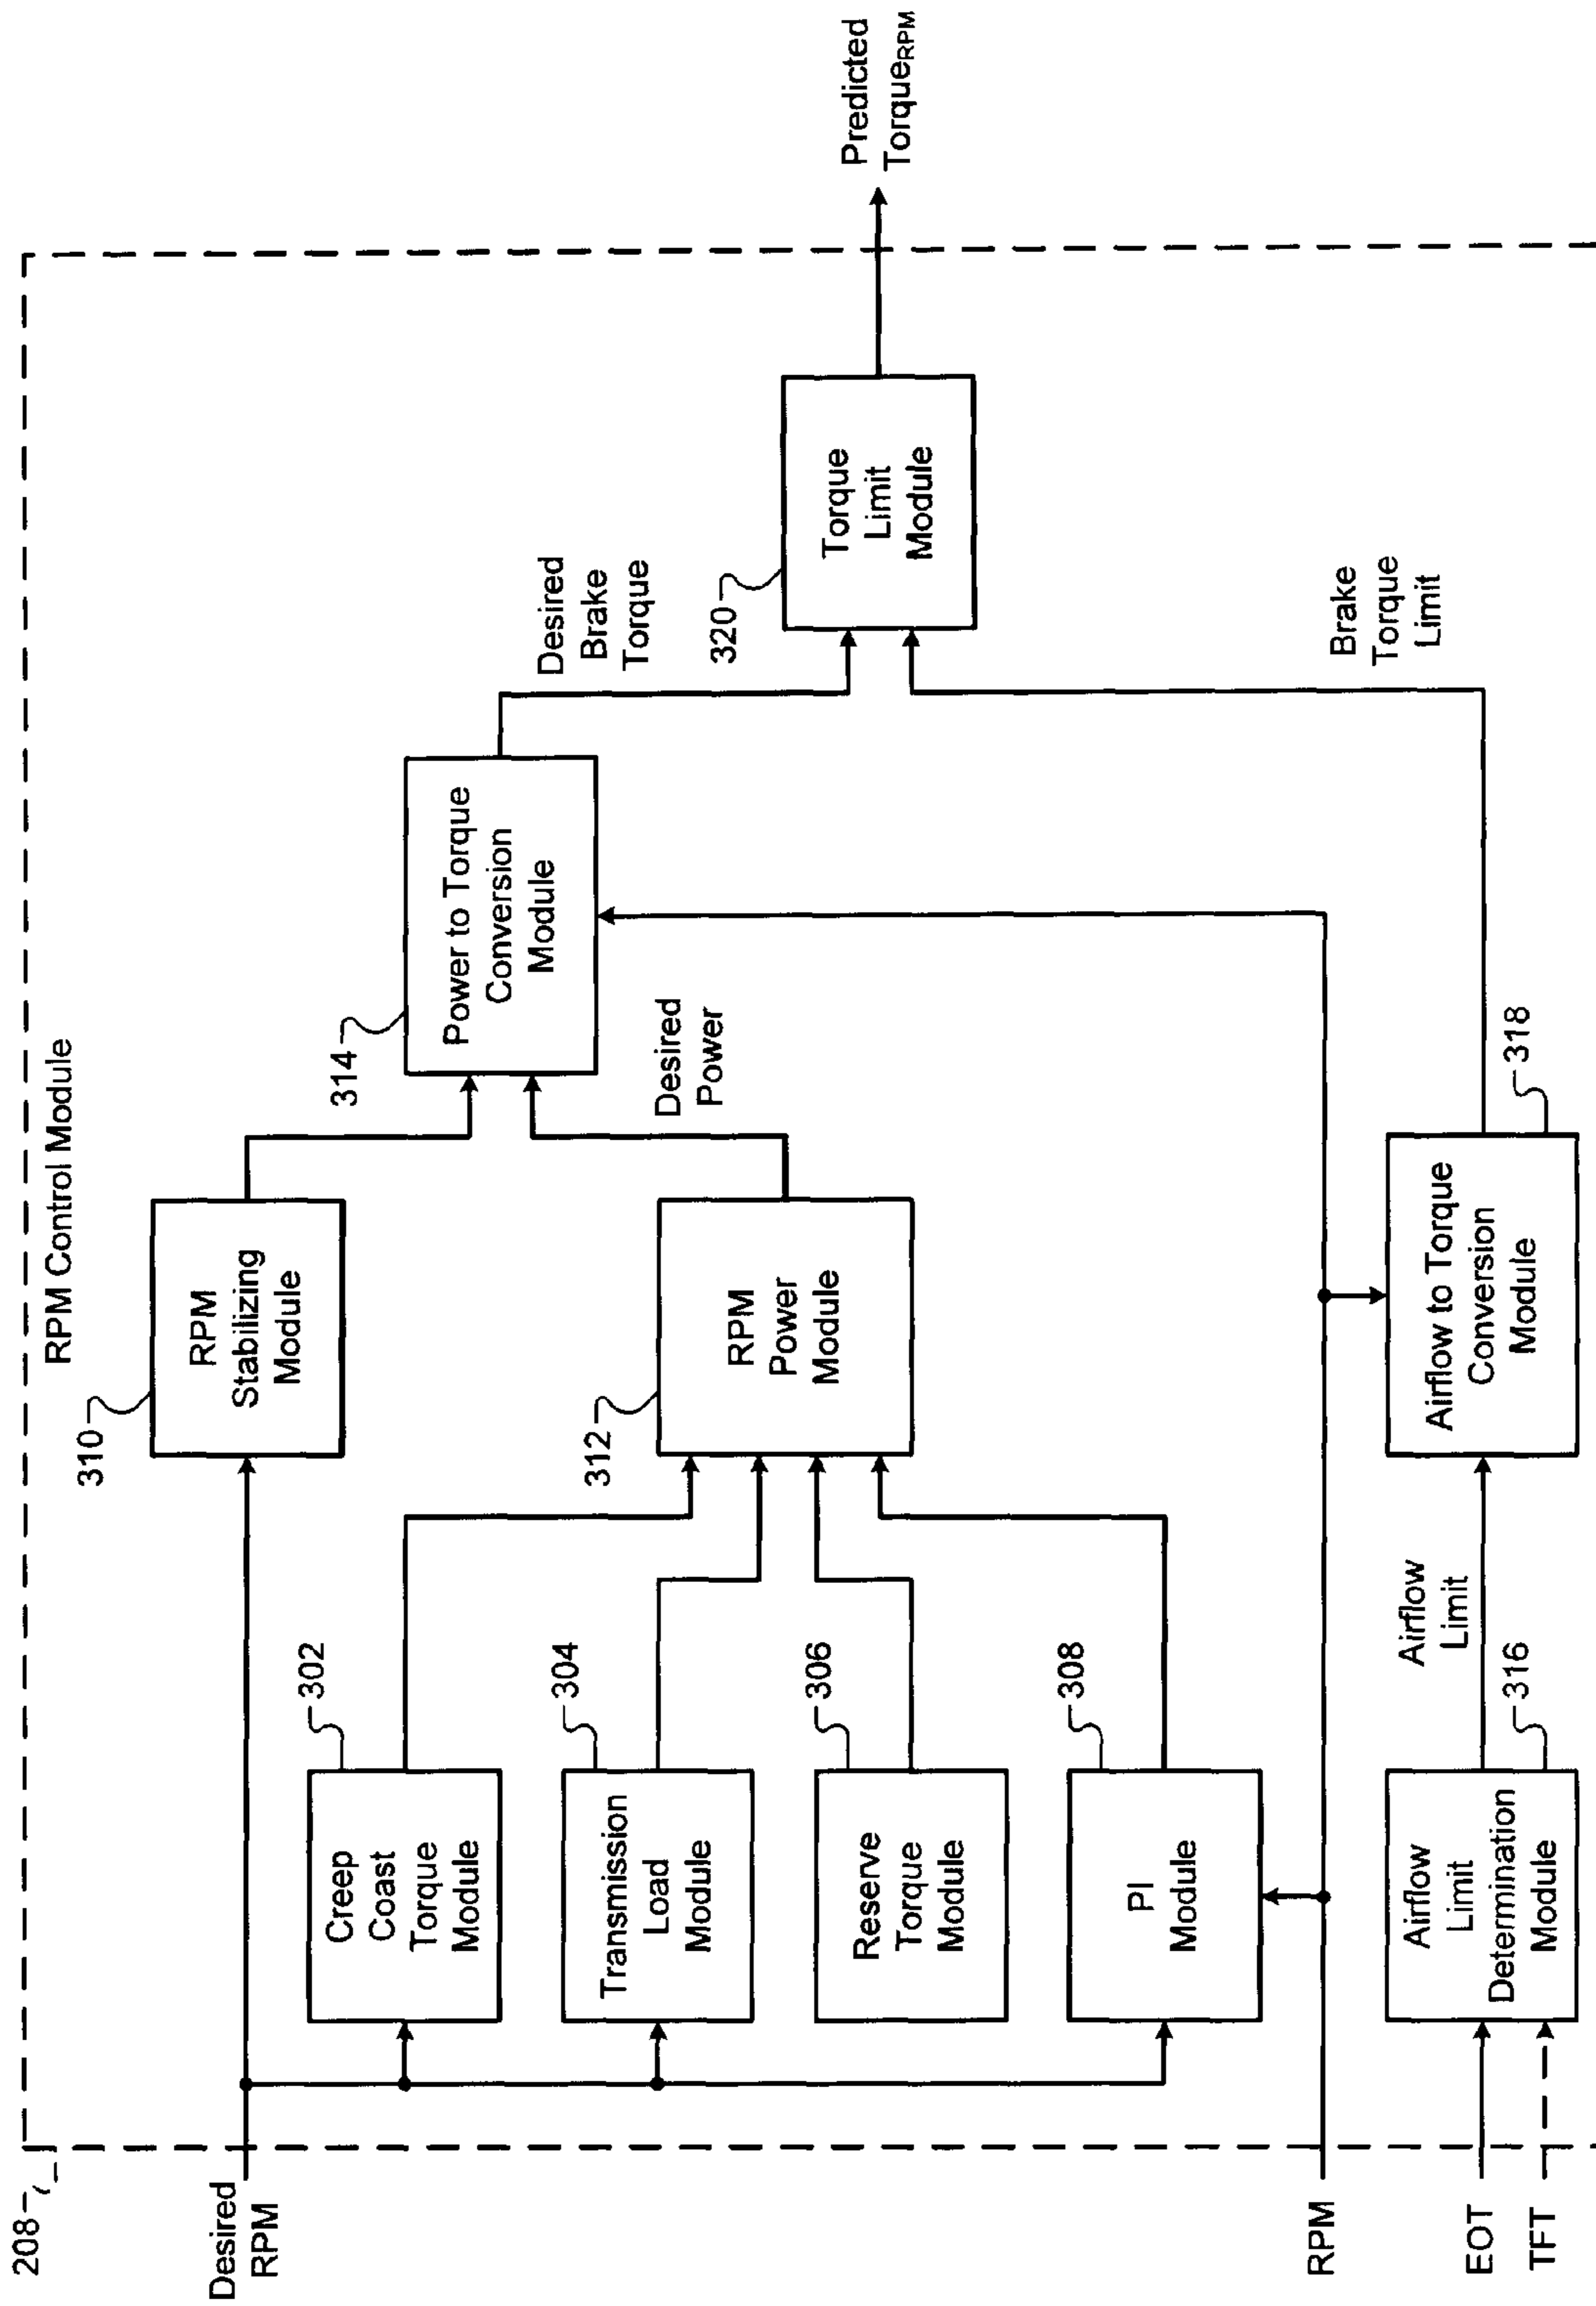 208
RPM Control Module
Desired
RPM
310
RPM
Stabilizing
Module
302
Creep
Coast
Torque
Module
304
Transmission
Load
Module
306
Reserve
Torque
Module
308
PI
Module
312
RPM
Power
Module
314
Power to Torque
Conversion
Module
Desired
Power
Desired
Brake
Torque
320
Torque
Limit
Module
Predicted
TorqueRPM
RPM
EOT
TFT
Airflow
Limit
Determination
Module
316
Airflow
Limit
Airflow to Torque
Conversion
Module
318
Brake
Torque
Limit